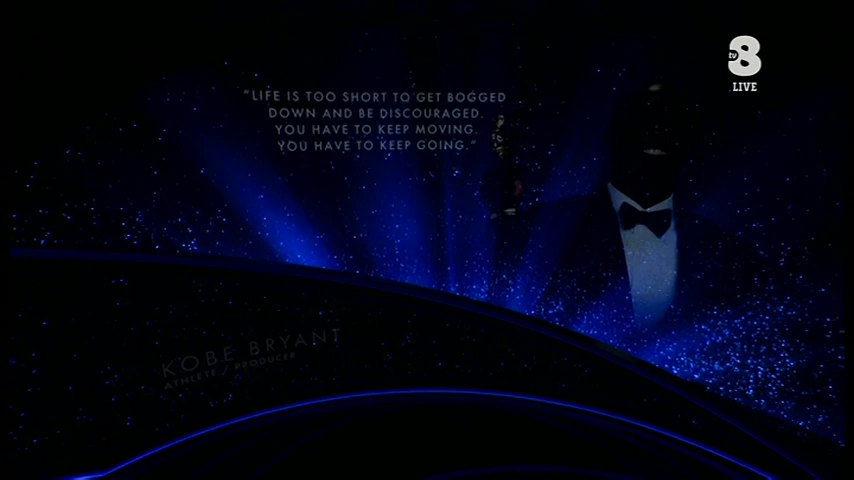 tv8
LIVE
"LIFE IS TOO SHORT TO GET BOGGED
DOWN AND BE DISCOURAGED.
YOU HAVE TO KEEP MOVING.
YOU HAVE TO KEEP GOING."
KOBE BRYANT
ATHLETE / PRODUCER